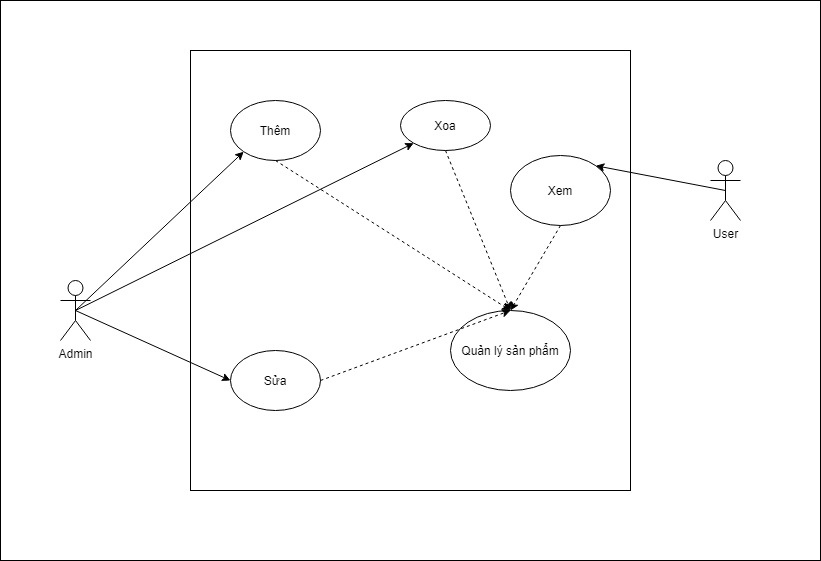 Thêm
Xoa
Xem
User
Admin
Quản lý sản phẩm
Sửa